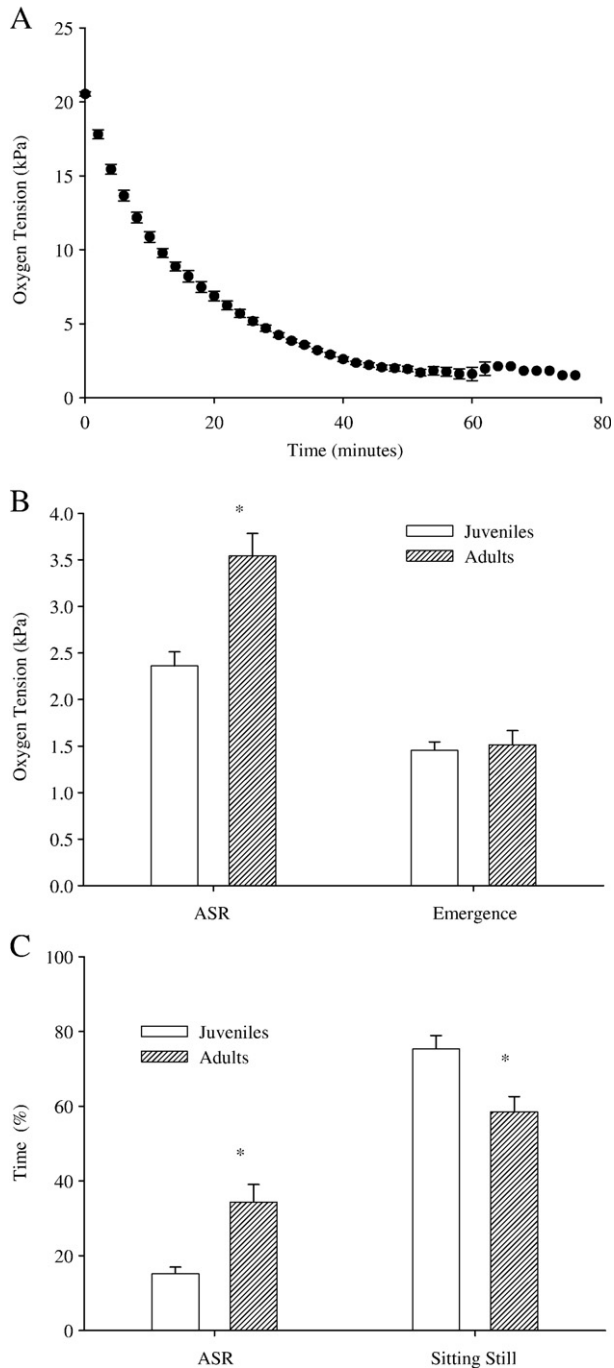 A
25
20
15
10
5
0
Oxygen Tension (kPa)
0 20 40 60 80
Time (minutes)
B
4.0
3.5
3.0
2.5
2.0
1.5
1.0
0.5
0.0
Oxygen Tension (kPa)
*
Juveniles
Adults
ASR Emergence
C
100
80
60
40
20
0
Time (%)
Juveniles
Adults
*
*
ASR Sitting Still